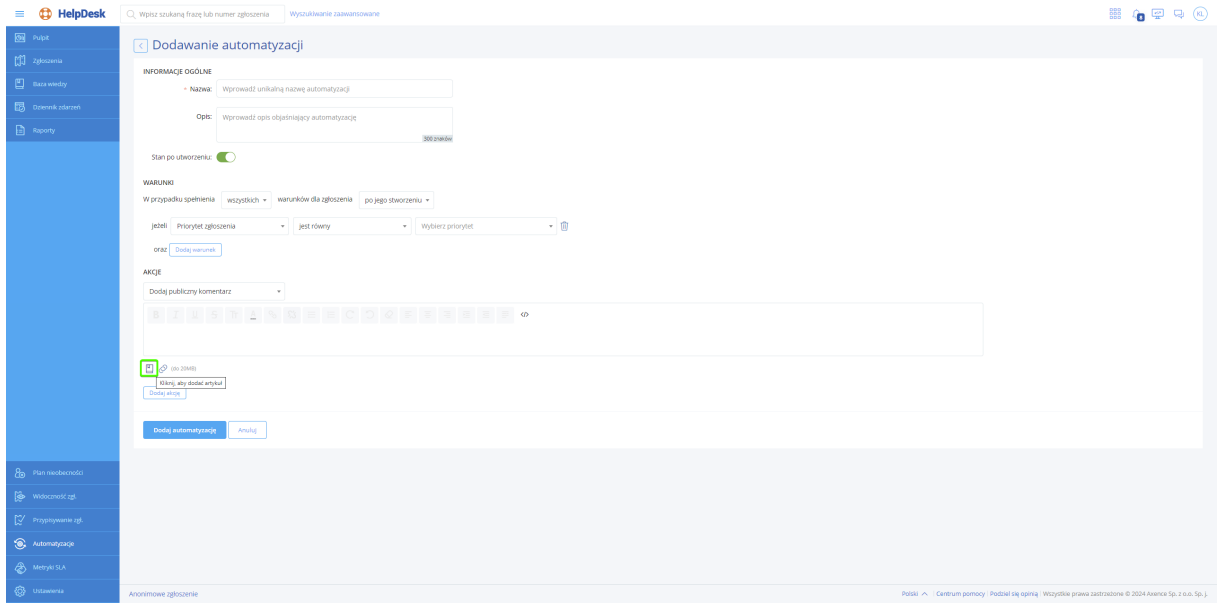 HelpDesk
Wpisz szukaną frazę lub numer zgłoszenia
Wyszukiwanie zaawansowane
8
KL
Pulpit
Zgłoszenia
Baza wiedzy
Dziennik zdarzeń
Raporty
Dodawanie automatyzacji
INFORMACJE OGÓLNE
* Nazwa: Wprowadź unikalną nazwę automatyzacji
Opis: Wprowadź opis objaśniający automatyzację
300 znaków
Stan po utworzeniu:
WARUNKI
W przypadku spełnienia wszystkich warunków dla zgłoszenia po jego stworzeniu
jeżeli Priorytet zgłoszenia jest równy Wybierz priorytet
oraz Dodaj warunek
AKCJE
Dodaj publiczny komentarz
(do 20MB)
Kliknij, aby dodać artykuł
Dodaj akcję
Dodaj automatyzację Anuluj
Plan nieobecności
Widoczność zgł.
Przypisywanie zgł.
Automatyzacje
Metryki SLA
Ustawienia
Anonimowe zgłoszenie
Polski | Centrum pomocy | Podziel się opinią | Wszystkie prawa zastrzeżone © 2024 Axence Sp. z o.o. Sp. j.